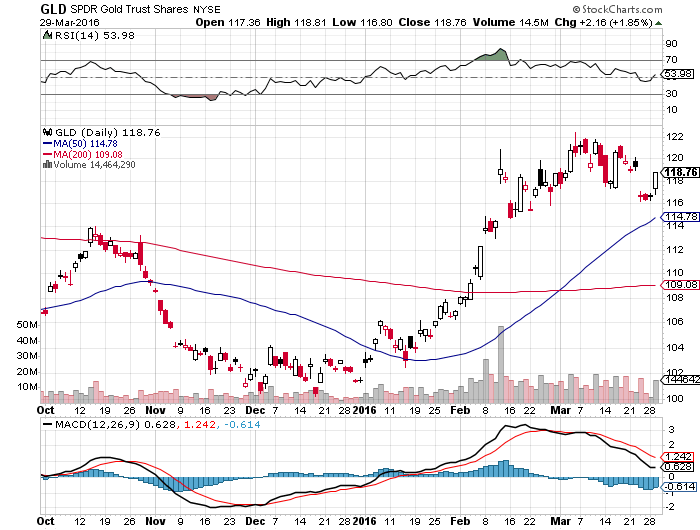 GLD SPDR Gold Trust Shares NYSE © StockCharts.com
29-Mar-2016 Open 117.36 High 118.81 Low 116.80 Close 118.76 Volume 14.5M Chg +2.16 (+1.85%)
RSI(14) 53.98
90
70
53.98
50
30
10
GLD (Daily) 118.76
MA(50) 114.78
MA(200) 109.08
Volume 14,464,290
122
120
118.76
118
116
114.78
114
112
110
109.08
108
106
104
102
100
144642
50M
40M
30M
20M
10M
Oct 12 19 26 Nov 9 16 23 Dec 7 14 21 28 2016 11 19 25 Feb 8 16 22 Mar 7 14 21 28
MACD(12,26,9) 0.628, 1.242, -0.614
3
2
1.242
0.628
-0.614
-1
-2
Oct 12 19 26 Nov 9 16 23 Dec 7 14 21 28 2016 11 19 25 Feb 8 16 22 Mar 7 14 21 28